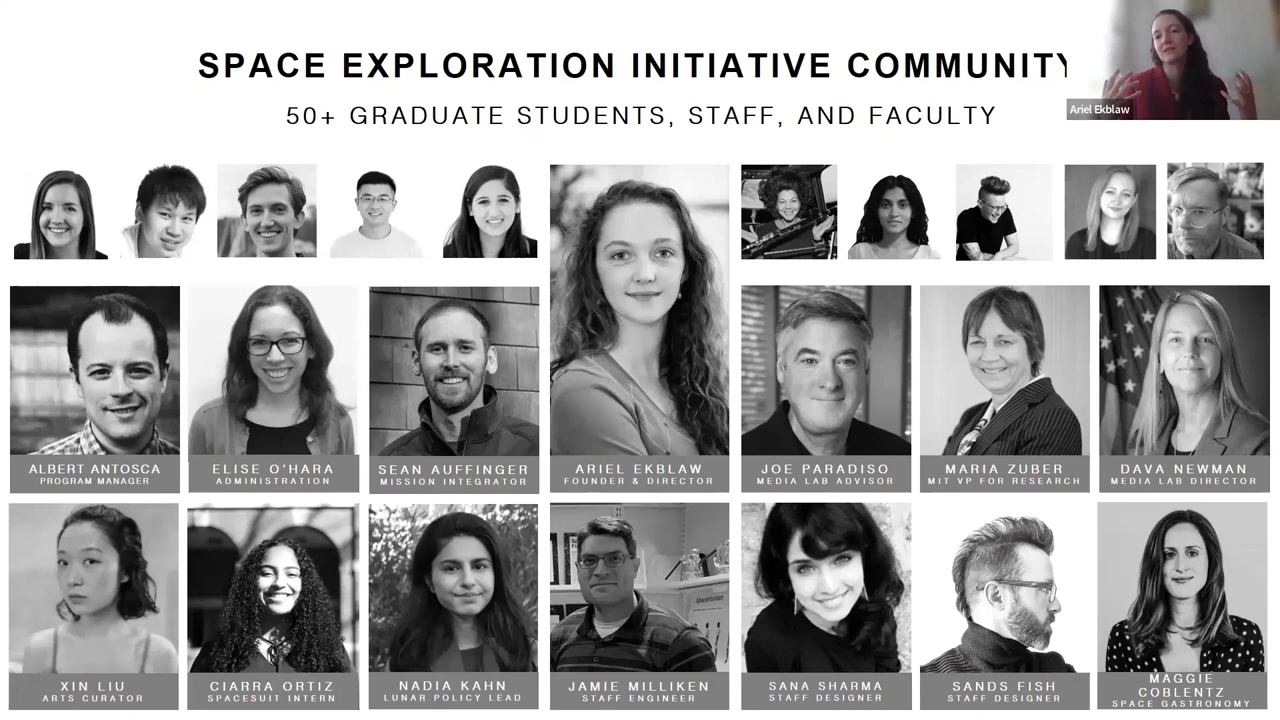 SPACE EXPLORATION INITIATIVE COMMUNITY
50+ GRADUATE STUDENTS, STAFF, AND FACULTY
Ariel Ekblaw
ALBERT ANTOSCA
PROGRAM MANAGER
ELISE O'HARA
ADMINISTRATION
SEAN AUFFINGER
MISSION INTEGRATOR
ARIEL EKBLAW
FOUNDER & DIRECTOR
JOE PARADISO
MEDIA LAB ADVISOR
MARIA ZUBER
MIT VP FOR RESEARCH
DAVA NEWMAN
MEDIA LAB DIRECTOR
SpaceHuman
XIN LIU
ARTS CURATOR
CIARRA ORTIZ
SPACESUIT INTERN
NADIA KAHN
LUNAR POLICY LEAD
JAMIE MILLIKEN
STAFF ENGINEER
SANA SHARMA
STAFF DESIGNER
SANDS FISH
STAFF DESIGNER
MAGGIE
COBLENTZ
SPACE GASTRONOMY